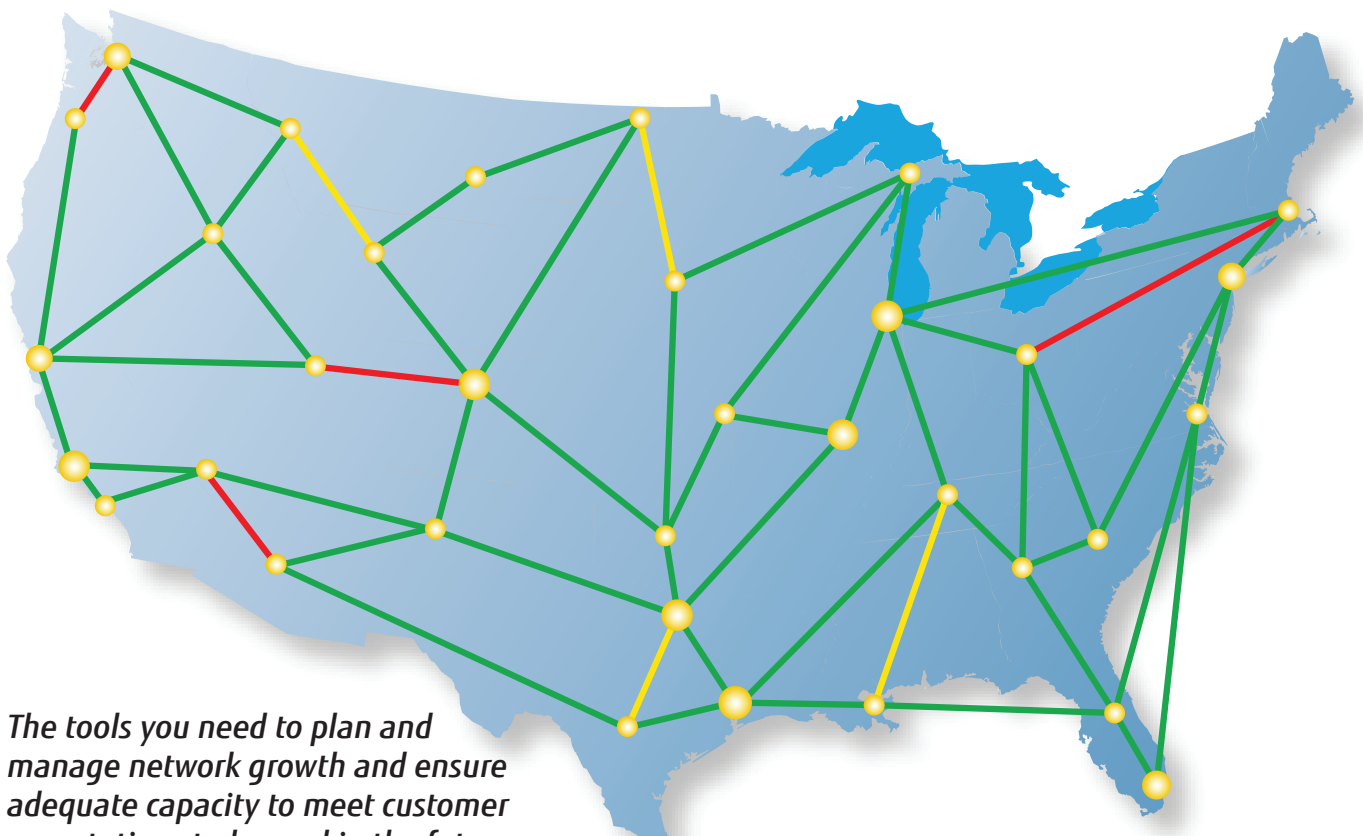 The tools you need to plan and
manage network growth and ensure
adequate capacity to meet customer